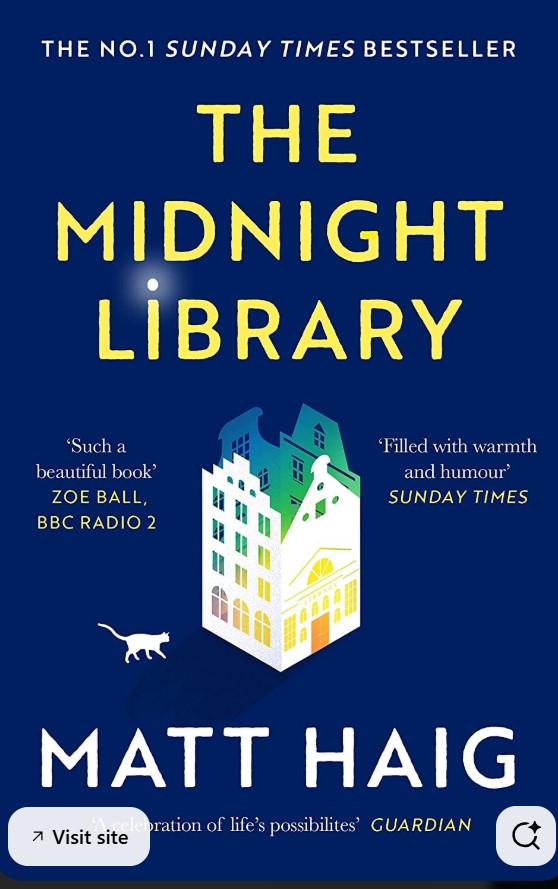 THE NO.1 SUNDAY TIMES BESTSELLER
THE
MIDNIGHT
LIBRARY
‘Such a
beautiful book’
ZOE BALL,
BBC RADIO 2
‘Filled with warmth
and humour’
SUNDAY TIMES
LIBRARY
MATT HAIG
‘A celebration of life’s possibilites’ GUARDIAN
Visit site